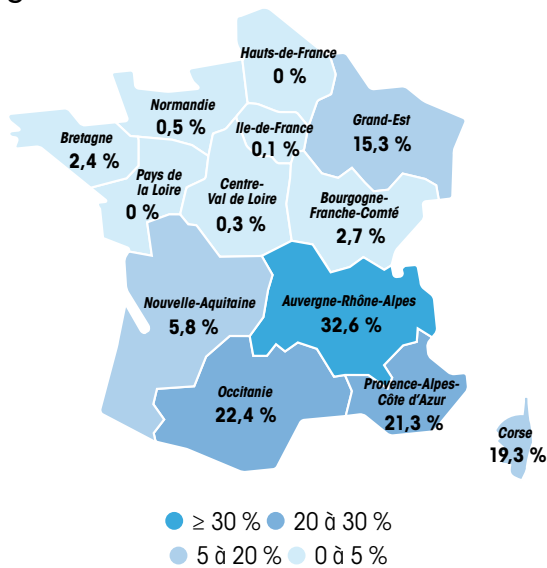 Hauts-de-France
0 %
Normandie
0,5 %
Ile-de-France
0,1 %
Grand-Est
15,3 %
Bretagne
2,4 %
Pays de
la Loire
0 %
Centre-
Val de Loire
0,3 %
Bourgogne-
Franche-Comté
2,7 %
Nouvelle-Aquitaine
5,8 %
Auvergne-Rhône-Alpes
32,6 %
Occitanie
22,4 %
Provence-Alpes-
Côte d'Azur
21,3 %
Corse
19,3 %
≥ 30 % 20 à 30 %
5 à 20 % 0 à 5 %